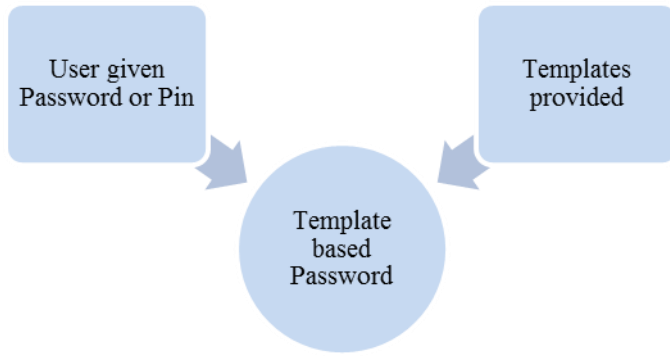 User given
Password or Pin
Templates
provided
Template
based
Password